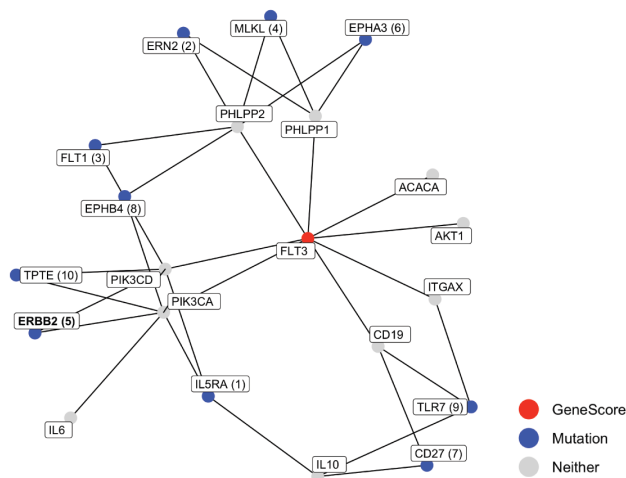 MLKL (4)
EPHA3 (6)
ERN2 (2)
PHLPP2
PHLPP1
FLT1 (3)
ACACA
EPHB4 (8)
AKT1
FLT3
TPTE (10)
PIK3CD
ITGAX
PIK3CA
ERBB2 (5)
CD19
IL5RA (1)
TLR7 (9)
IL6
CD27 (7)
IL10
GeneScore
Mutation
Neither